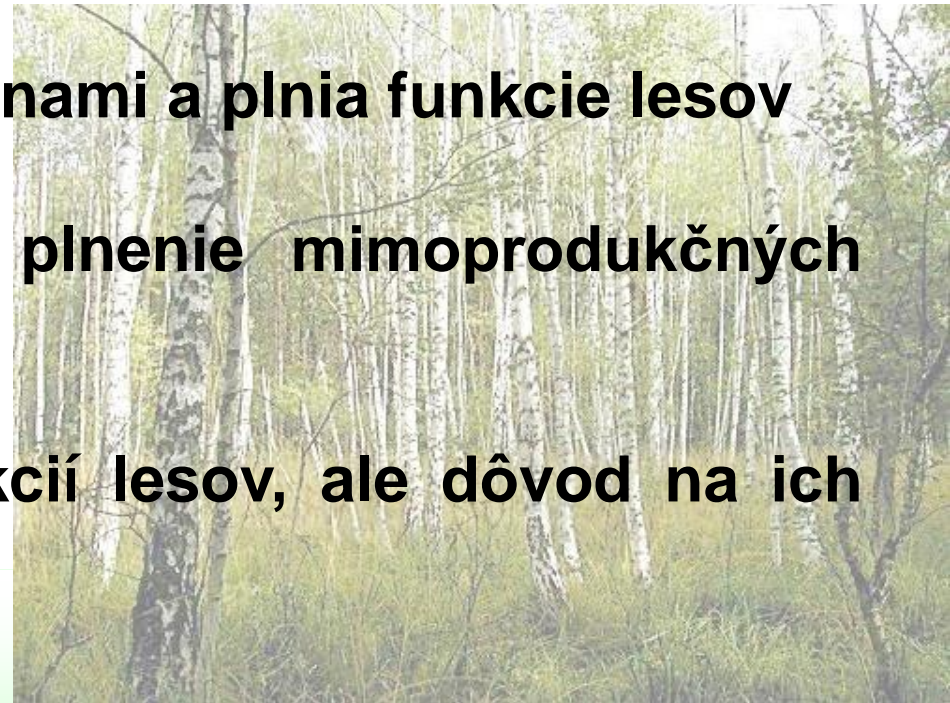 nami a plnia funkcie lesov
plnenie mimoprodukčných
kcií lesov, ale dôvod na ich